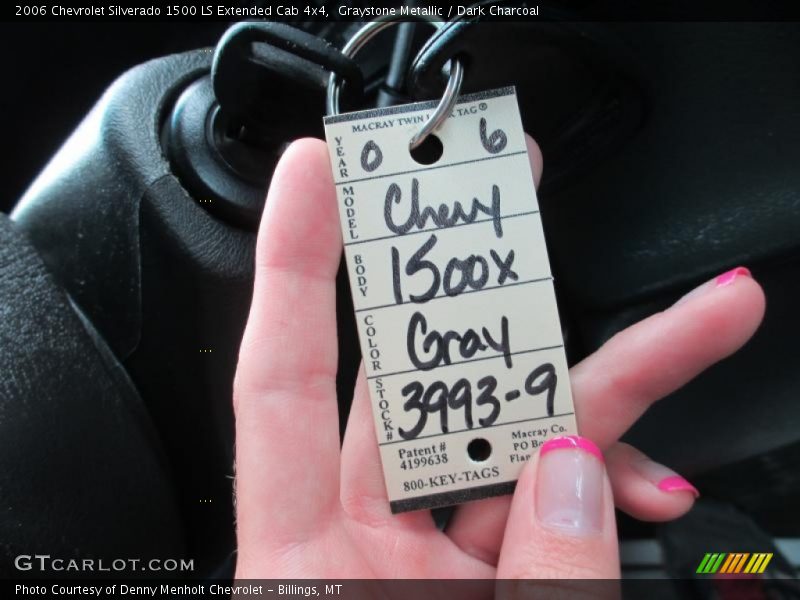 2006 Chevrolet Silverado 1500 LS Extended Cab 4x4, Graystone Metallic / Dark Charcoal
MACRAY TWIN TAG®
YEAR 0 6
MODEL Chevy
BODY 1500x
COLOR Gray
STOCK# 3993-9
Patent #
4199638
Macray Co.
PO
800-KEY-TAGS
GTCARLOT.COM
Photo Courtesy of Denny Menholt Chevrolet – Billings, MT